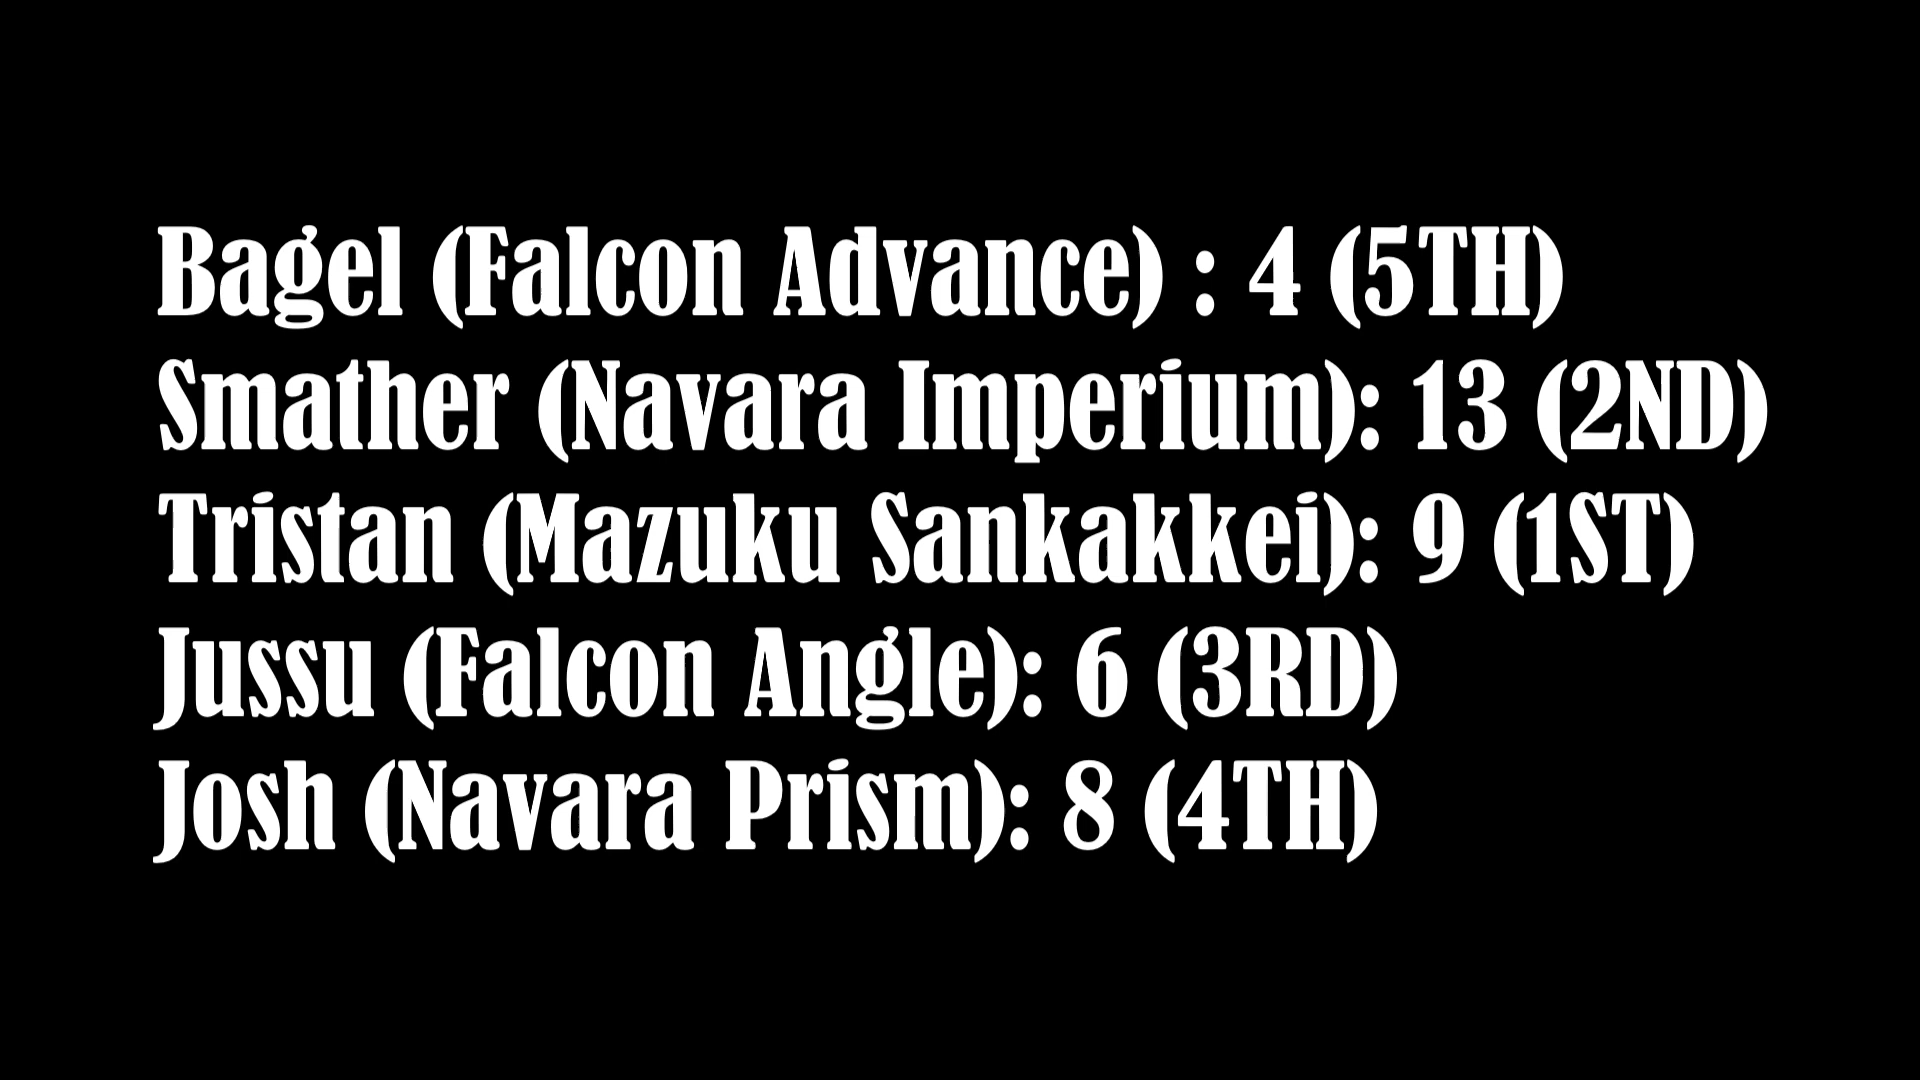 Bagel (Falcon Advance) : 4 (5TH)
Smather (Navara Imperium): 13 (2ND)
Tristan (Mazuku Sankakkei): 9 (1ST)
Jussu (Falcon Angle): 6 (3RD)
Josh (Navara Prism): 8 (4TH)